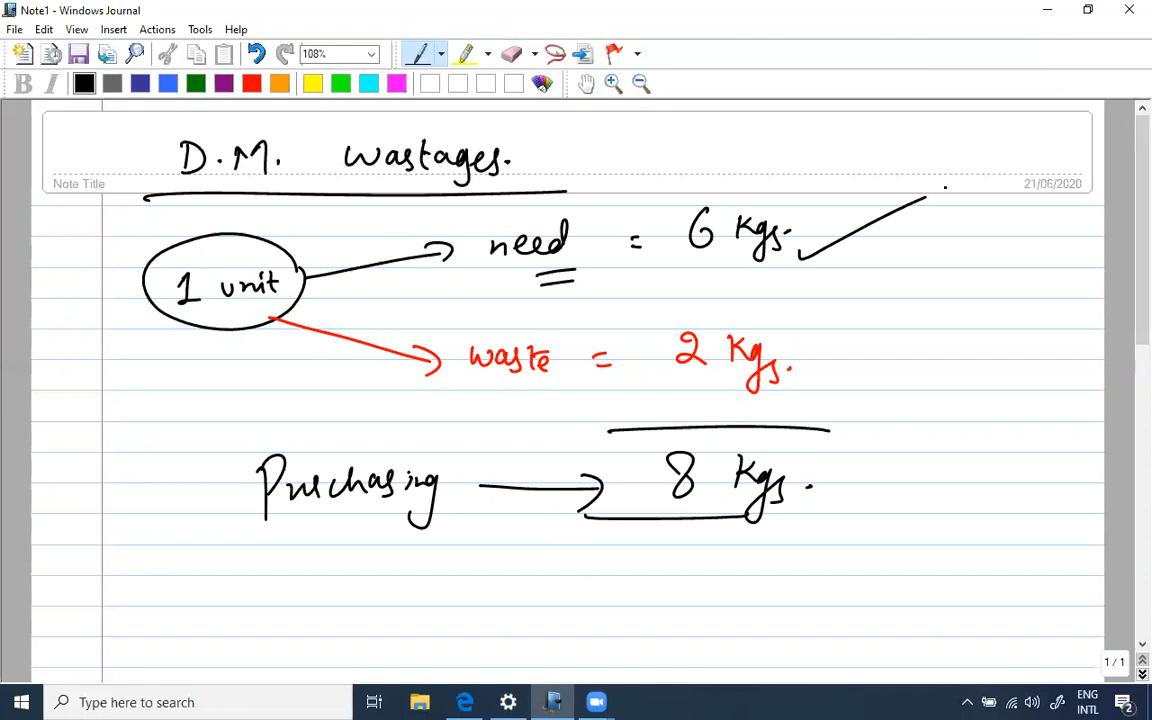 Note1 - Windows Journal
File Edit View Insert Actions Tools Help
108%
B I
D.M. Wastages.
Note Title
21/06/2020
1 unit
need = 6 Kgs.
waste = 2 Kgs.
Purchasing → 8 Kgs.
1 / 1
Type here to search
ENG
INTL
2